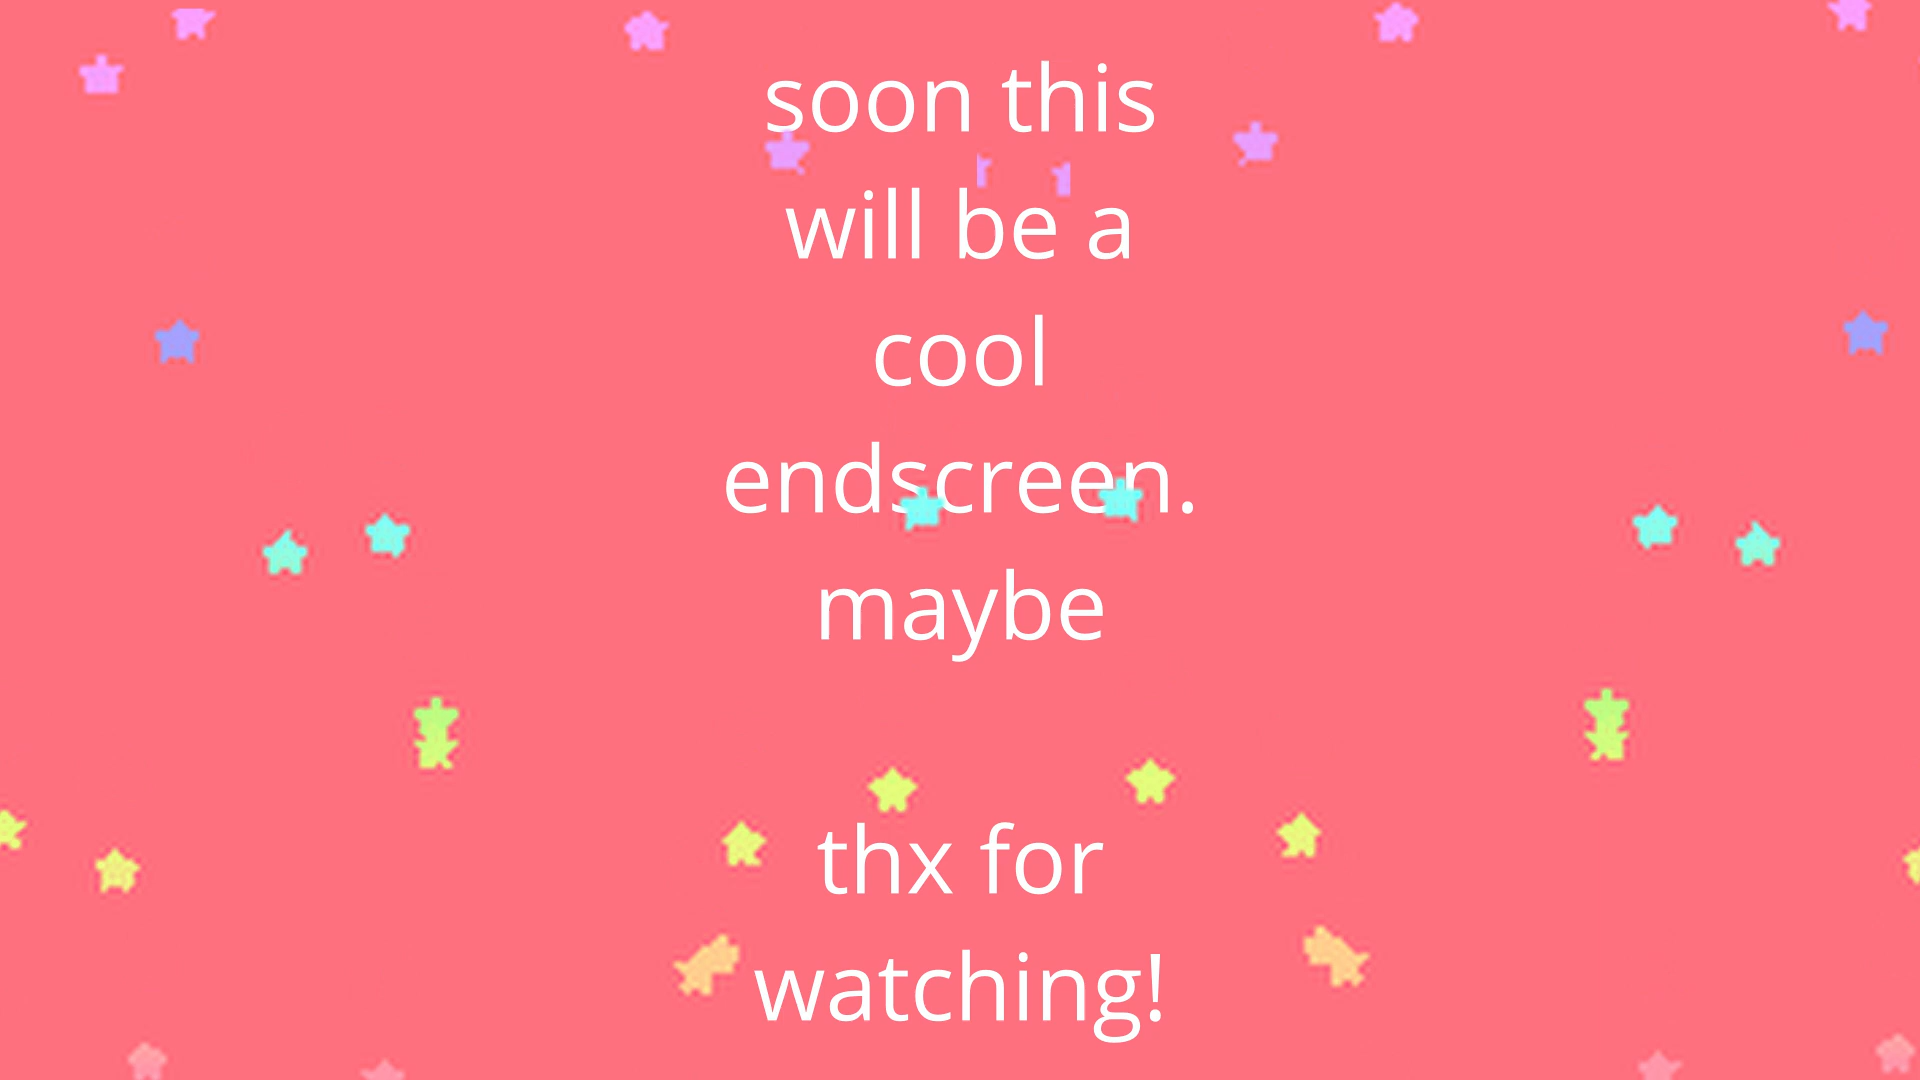 soon this
will be a
cool
endscreen.
maybe
thx for
watching!